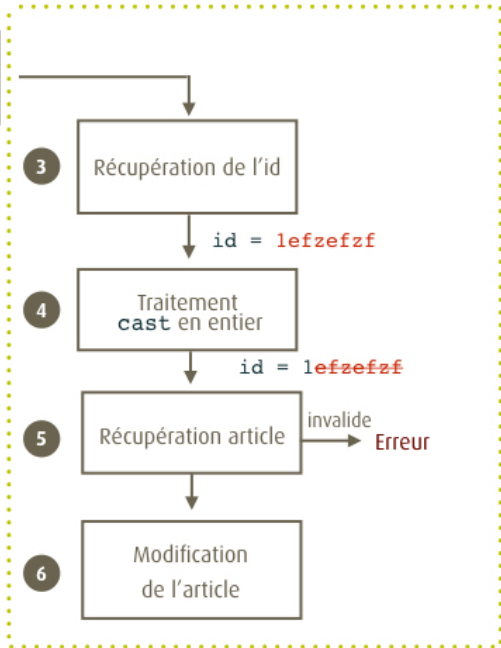 3
Récupération de l'id
id = 1efzefzf
4
Traitement
cast en entier
id = 1efzefzf
5
Récupération article
invalide
Erreur
6
Modification
de l'article